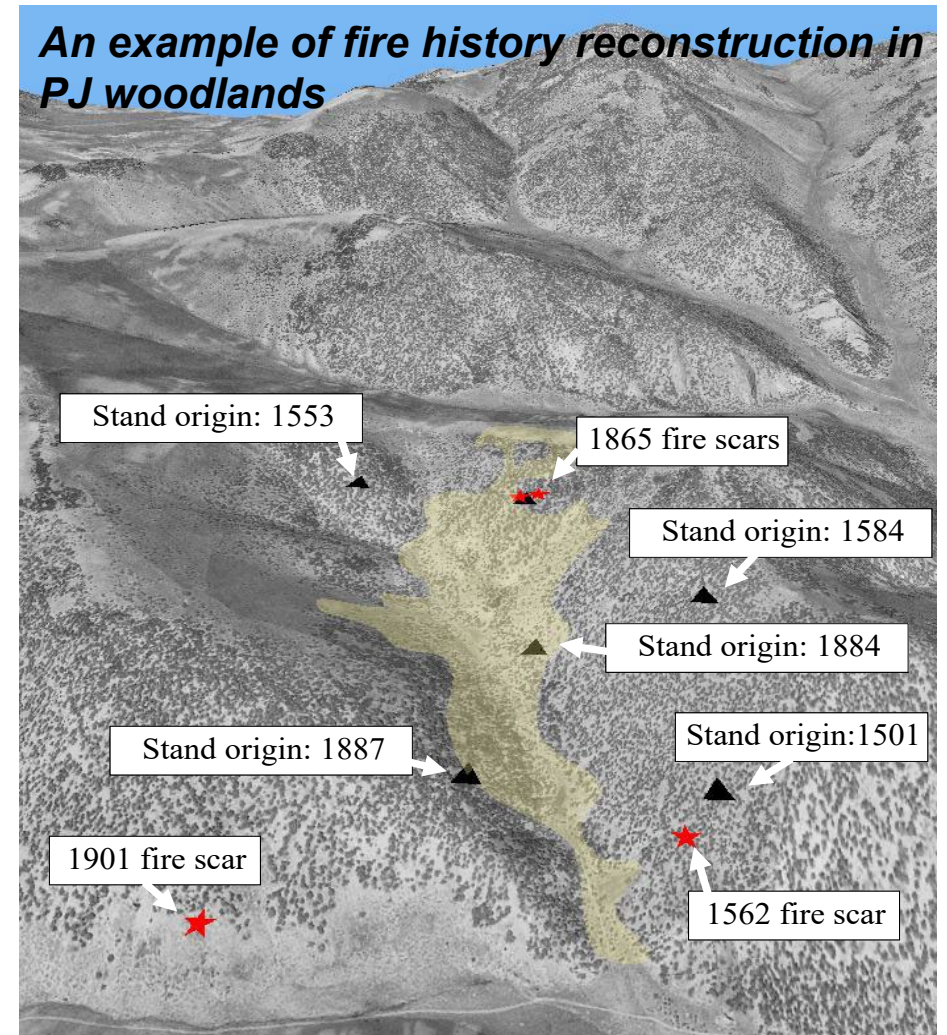 An example of fire history reconstruction in
PJ woodlands
Stand origin: 1553
1865 fire scars
Stand origin: 1584
Stand origin: 1884
Stand origin: 1887
Stand origin:1501
1901 fire scar
1562 fire scar